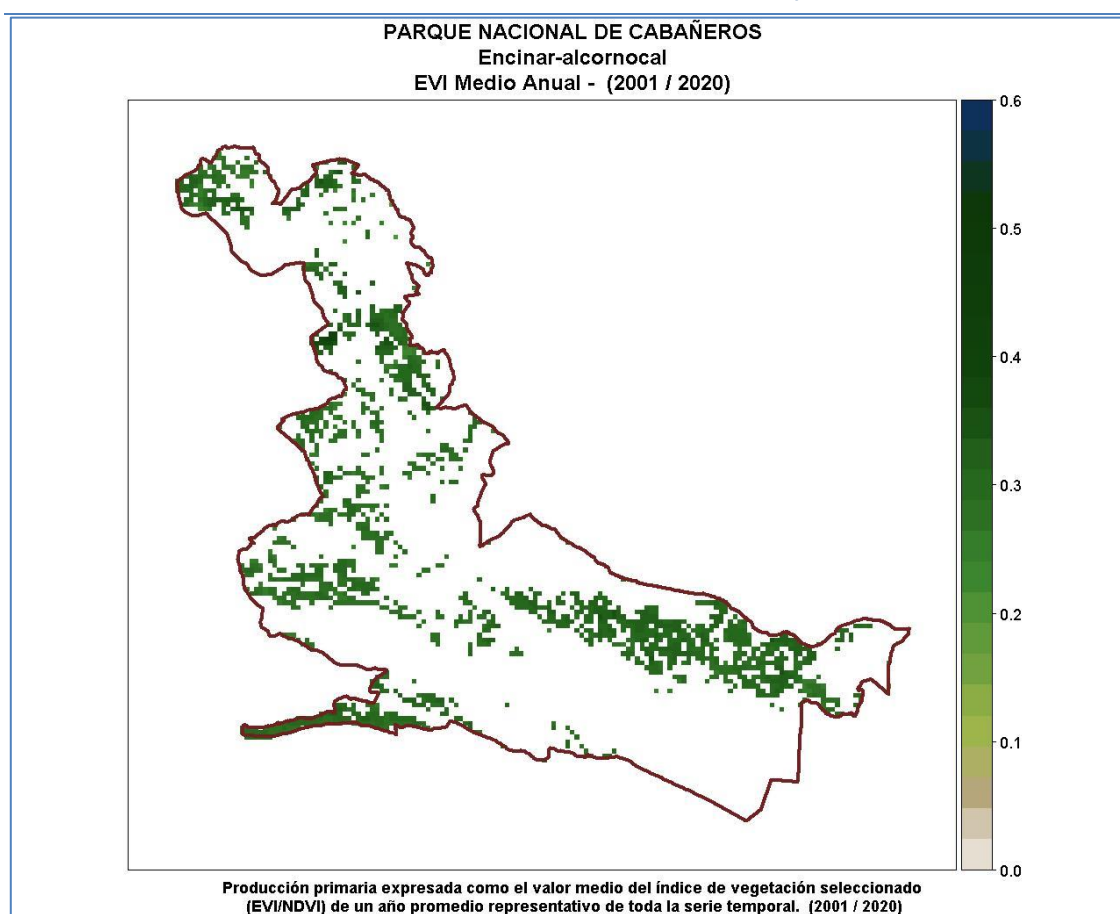 PARQUE NACIONAL DE CABAÑEROS
Encinar-alcornocal
EVI Medio Anual - (2001 / 2020)
0.6
0.5
0.4
0.3
0.2
0.1
0.0
Producción primaria expresada como el valor medio del índice de vegetación seleccionado
(EVI/NDVI) de un año promedio representativo de toda la serie temporal. (2001 / 2020)